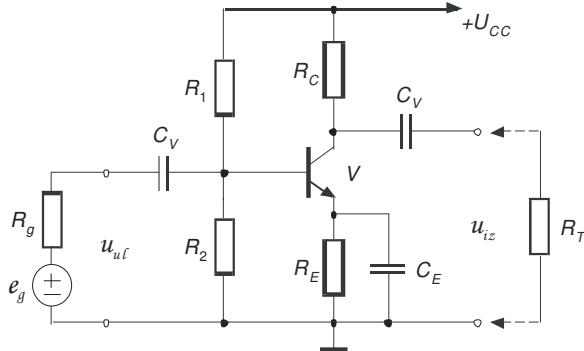 +U_CC
R_1
R_C
C_V
C_V
V
R_g
u_ul
R_2
R_E
C_E
u_iz
R_T
e_g